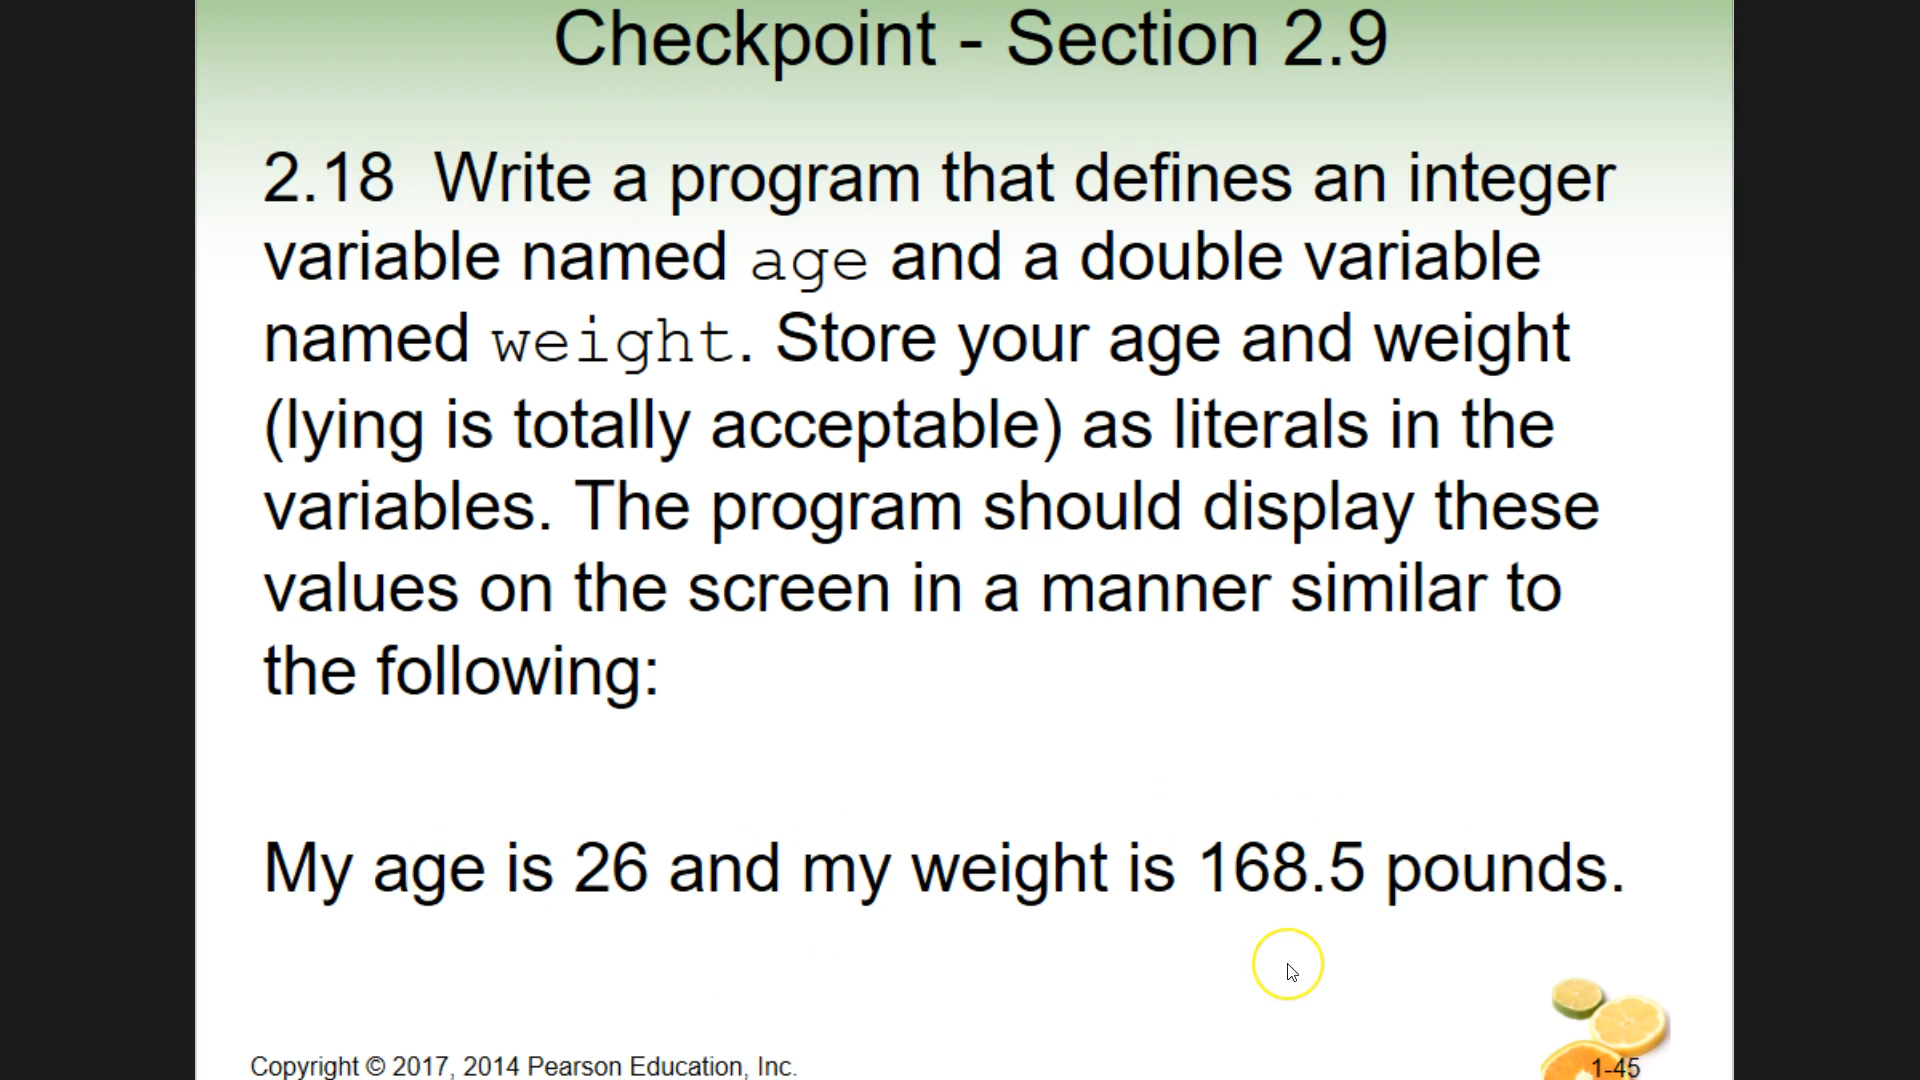 Checkpoint - Section 2.9
2.18 Write a program that defines an integer
variable named age and a double variable
named weight. Store your age and weight
(lying is totally acceptable) as literals in the
variables. The program should display these
values on the screen in a manner similar to
the following:
My age is 26 and my weight is 168.5 pounds.
Copyright © 2017, 2014 Pearson Education, Inc.
1-45